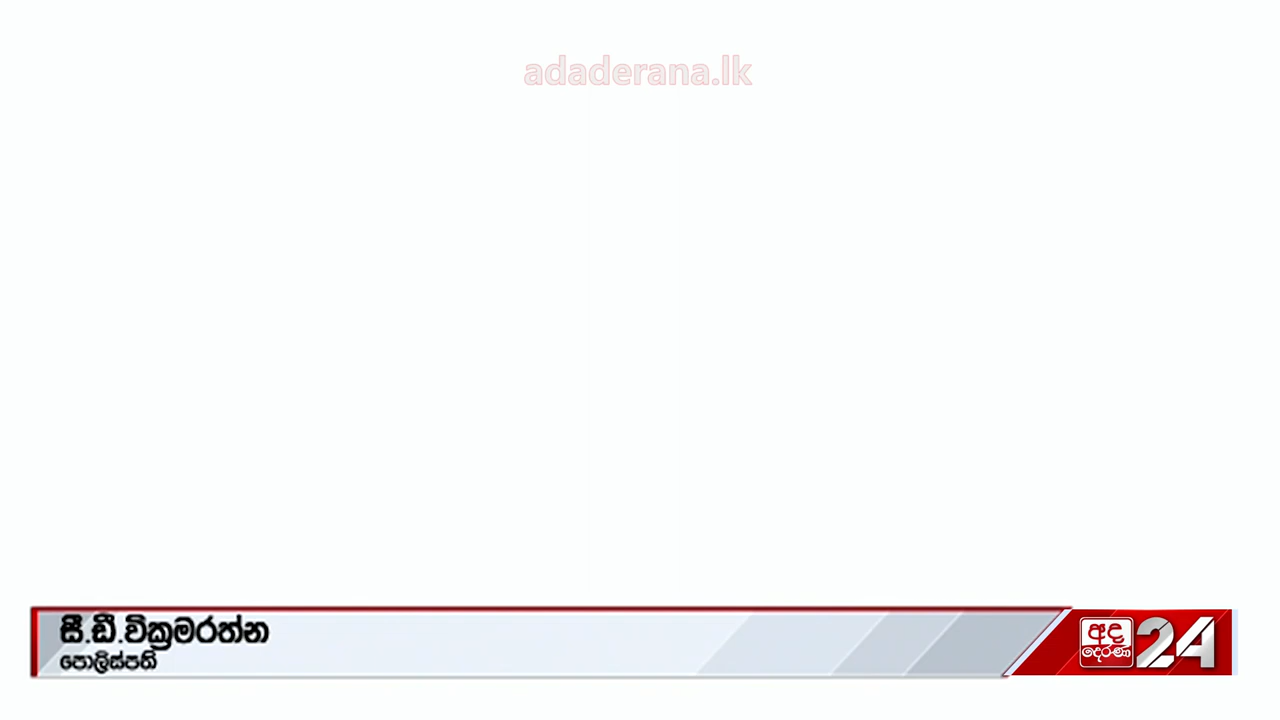 adaderana.lk
සී.ඩී.වික්‍රමරත්න
පොලිස්පති
අද
දෙරණ
24